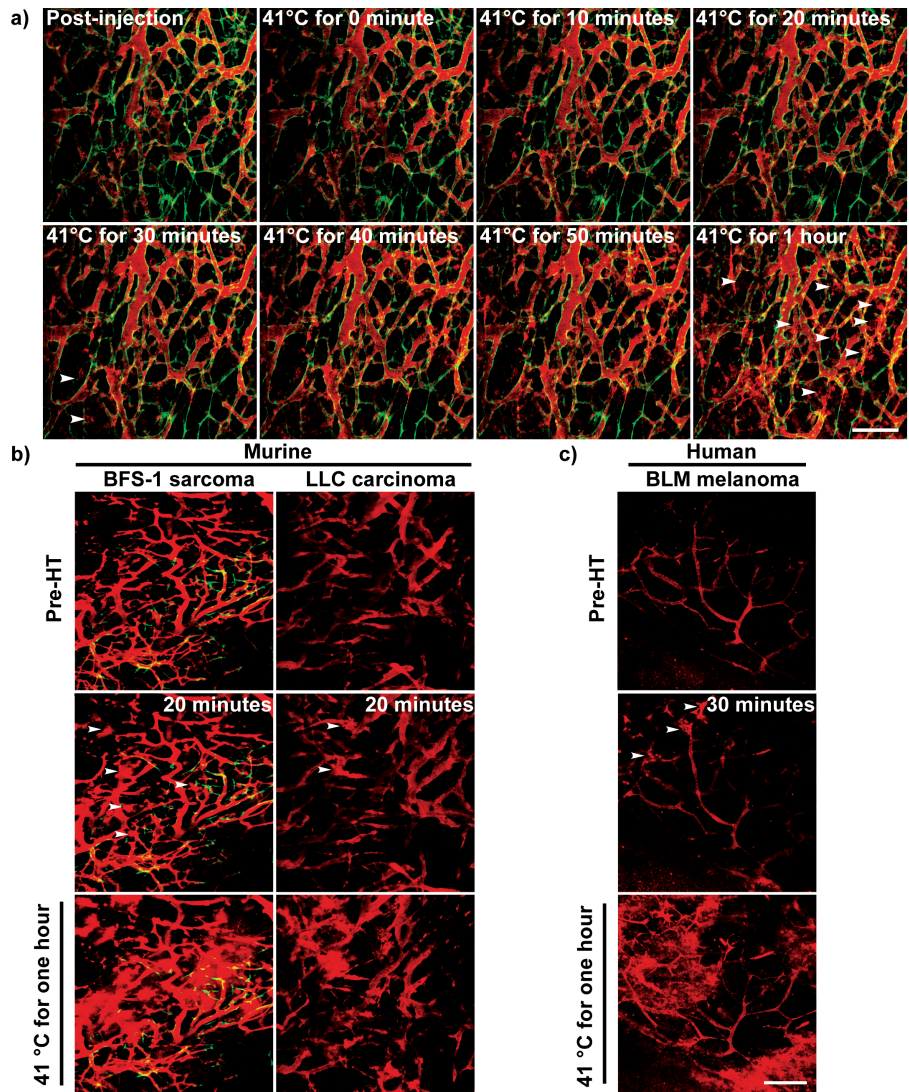 a)
Post-injection
41°C for 0 minute
41°C for 10 minutes
41°C for 20 minutes
41°C for 30 minutes
41°C for 40 minutes
41°C for 50 minutes
41°C for 1 hour
b)
Murine
BFS-1 sarcoma
LLC carcinoma
c)
Human
BLM melanoma
Pre-HT
Pre-HT
20 minutes
20 minutes
30 minutes
41 °C for one hour
41 °C for one hour